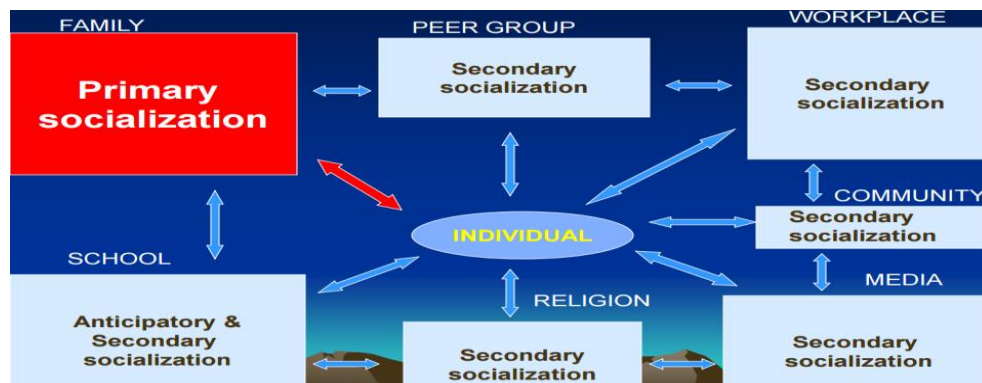 FAMILY
Primary
socialization
PEER GROUP
Secondary
socialization
WORKPLACE
Secondary
socialization
COMMUNITY
Secondary
socialization
INDIVIDUAL
SCHOOL
Anticipatory &
Secondary
socialization
RELIGION
Secondary
socialization
MEDIA
Secondary
socialization